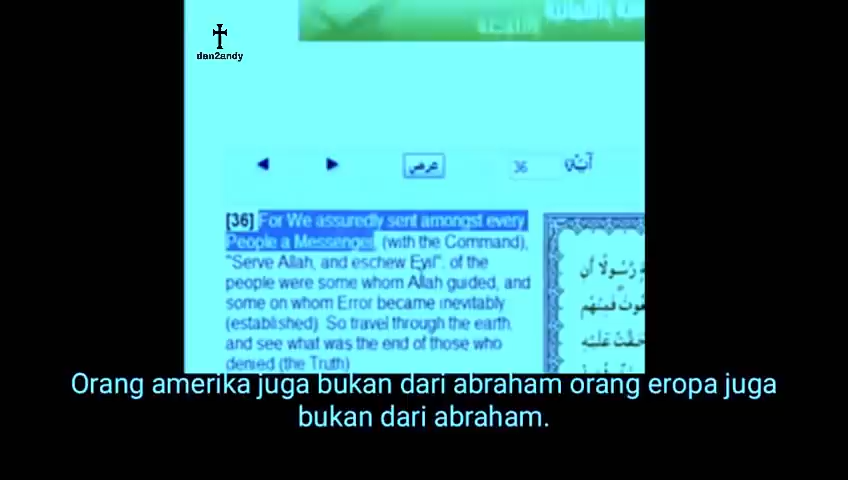 dan2andy
عرض
36
آية
[36] For We assuredly sent amongst every
People a Messenger, (with the Command),
"Serve Allah, and eschew Evil". of the
people were some whom Allah guided, and
some on whom Error became inevitably
(established). So travel through the earth,
and see what was the end of those who
denied (the Truth)
رَسُولًا أَنِ
Orang amerika juga bukan dari abraham orang eropa juga
bukan dari abraham.